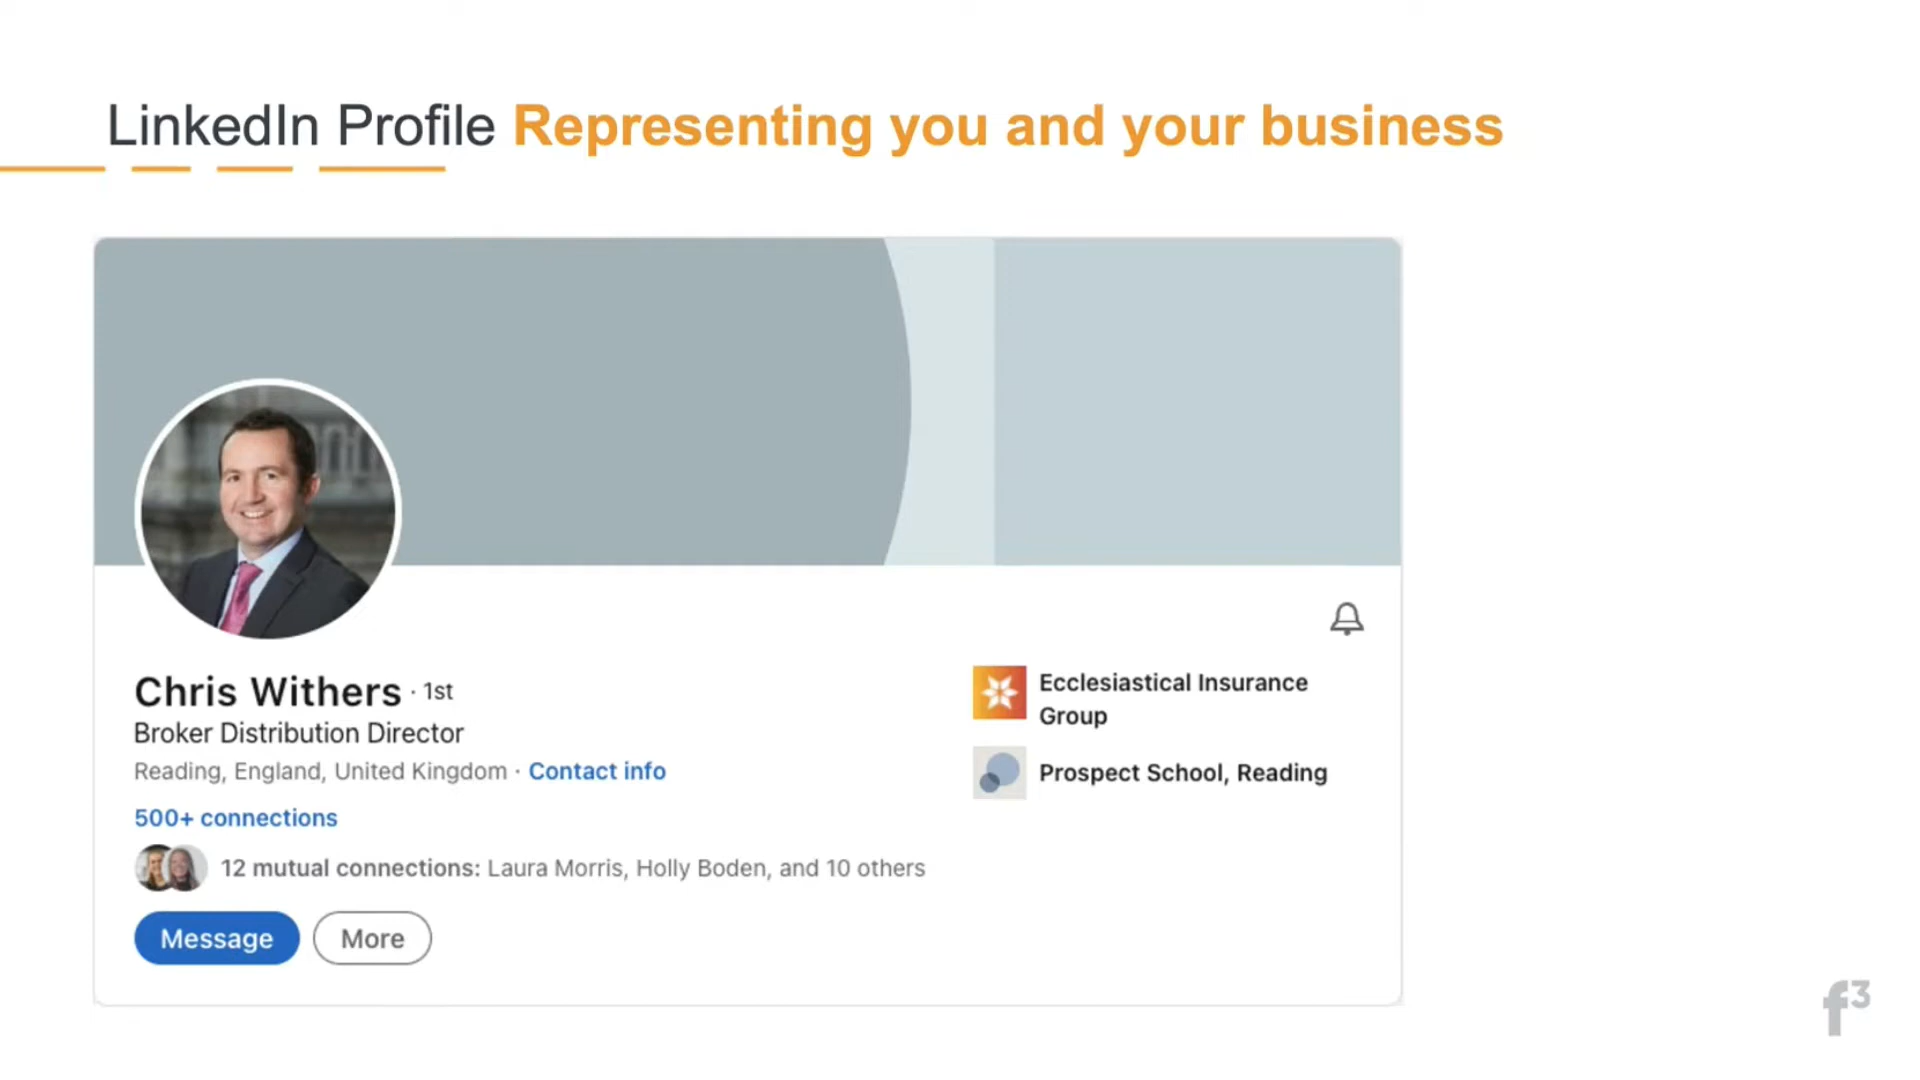 LinkedIn Profile Representing you and your business
Chris Withers · 1st
Broker Distribution Director
Reading, England, United Kingdom · Contact info
500+ connections
12 mutual connections: Laura Morris, Holly Boden, and 10 others
Message
More
Ecclesiastical Insurance
Group
Prospect School, Reading
f³